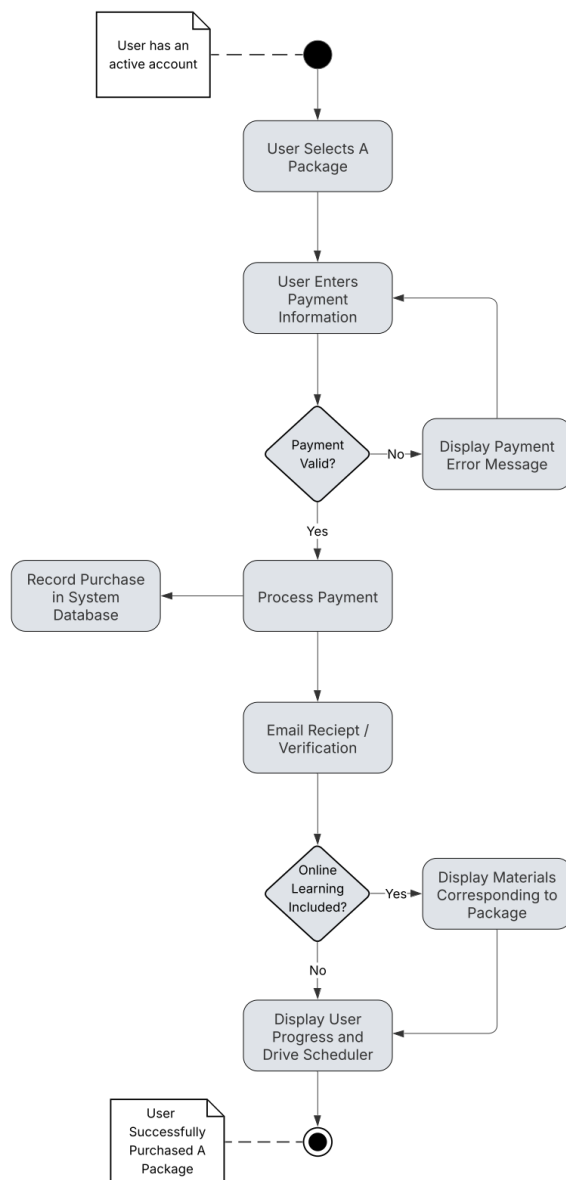 User has an
active account
User Selects A
Package
User Enters
Payment
Information
Payment
Valid?
No
Display Payment
Error Message
Yes
Record Purchase
in System
Database
Process Payment
Email Reciept /
Verification
Online
Learning
Included?
Yes
Display Materials
Corresponding to
Package
No
Display User
Progress and
Drive Scheduler
User
Successfully
Purchased A
Package